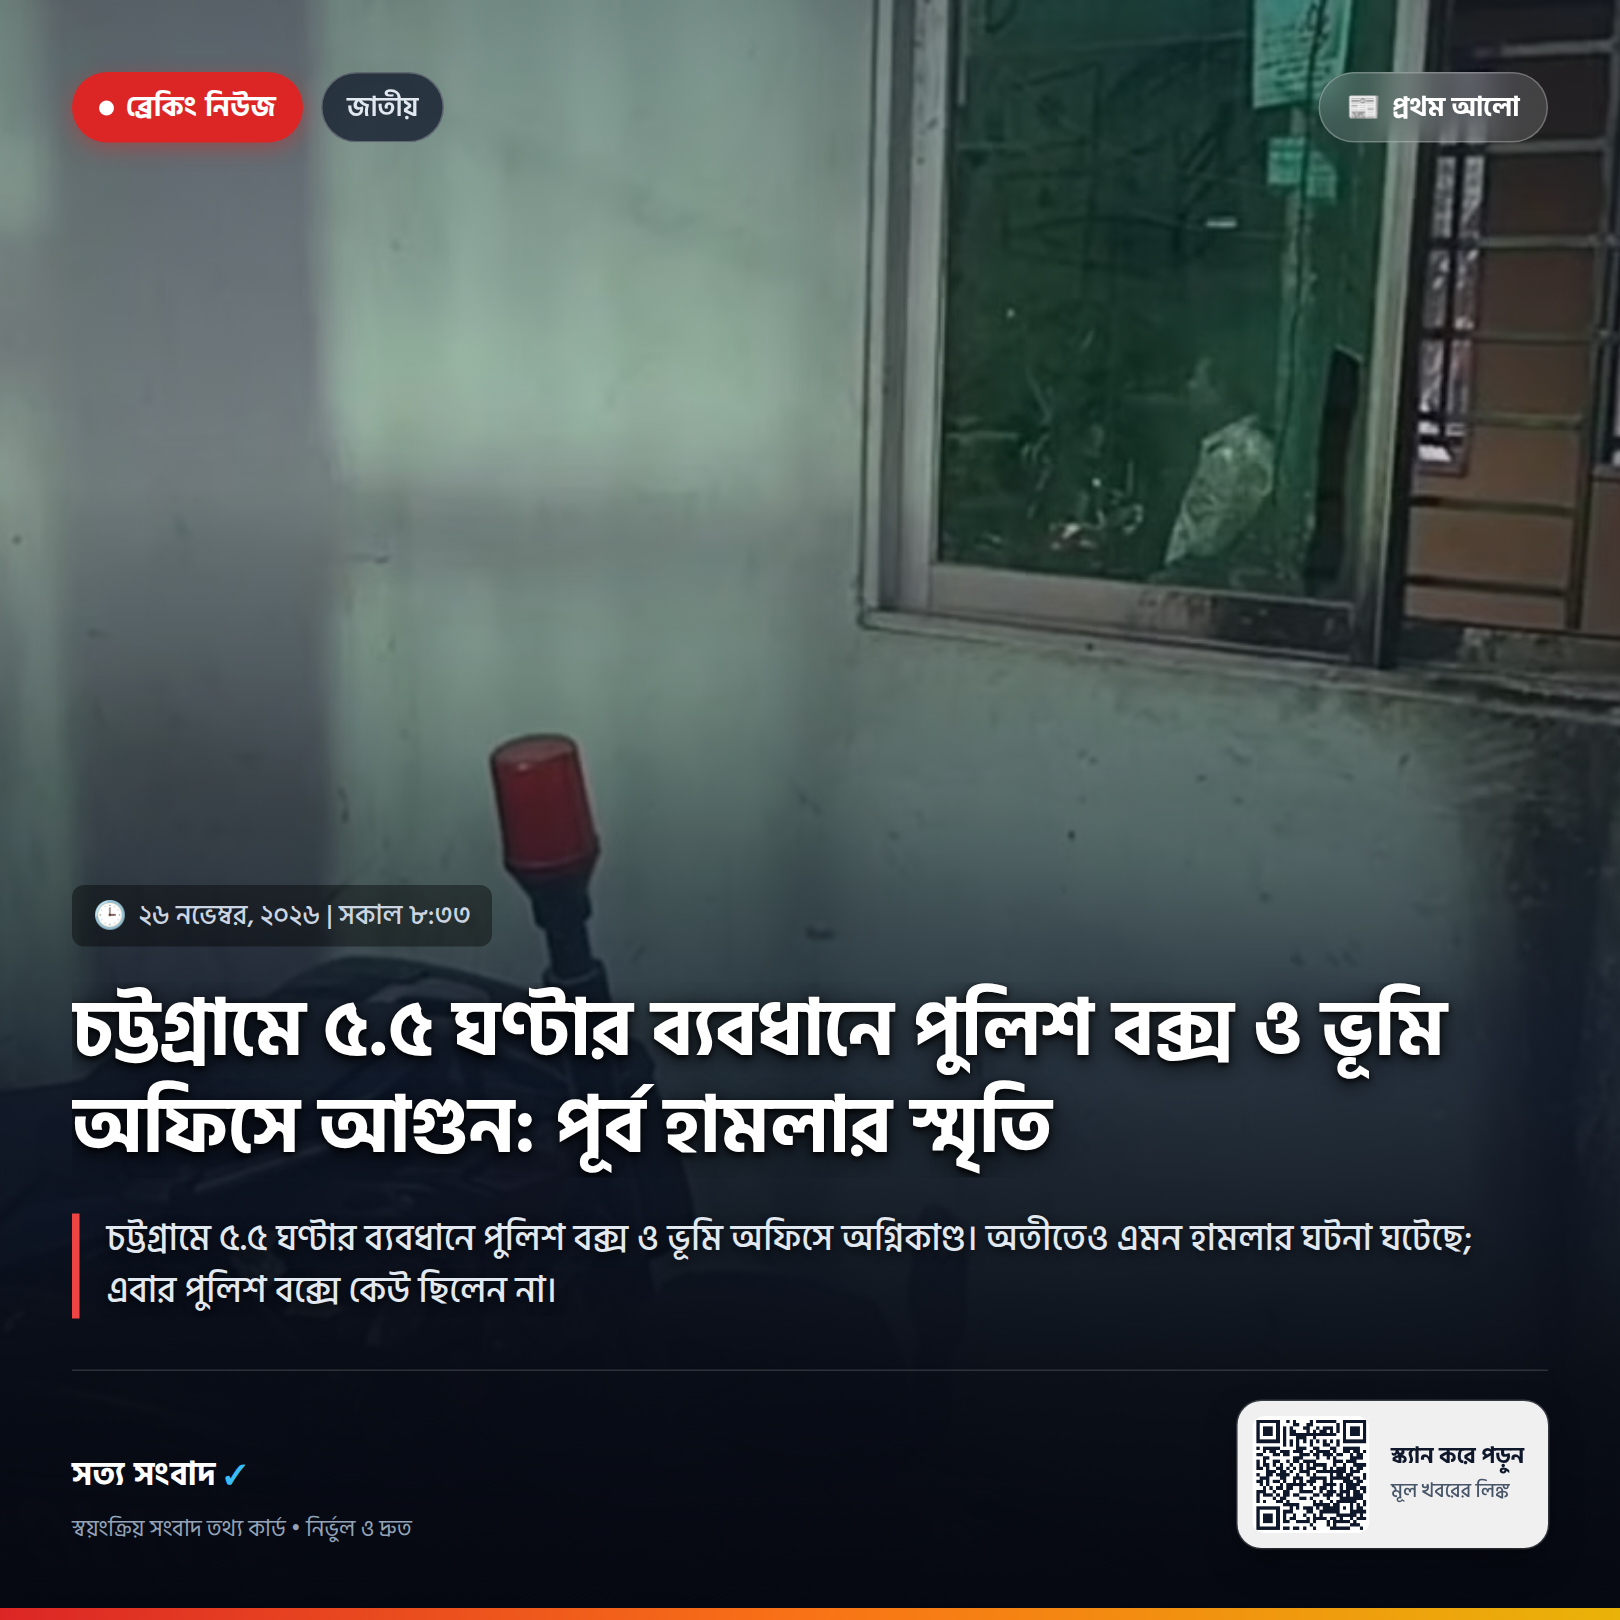 ব্রেকিং নিউজ
জাতীয়
প্রথম আলো
২৬ নভেম্বর, ২০২৬ | সকাল ৮:৩৩
চট্টগ্রামে ৫.৫ ঘণ্টার ব্যবধানে পুলিশ বক্স ও ভূমি
অফিসে আগুন: পূর্ব হামলার স্মৃতি
চট্টগ্রামে ৫.৫ ঘণ্টার ব্যবধানে পুলিশ বক্স ও ভূমি অফিসে অগ্নিকাণ্ড। অতীতেও এমন হামলার ঘটনা ঘটেছে;
এবার পুলিশ বক্সে কেউ ছিলেন না।
সত্য সংবাদ ✓
স্বয়ংক্রিয় সংবাদ তথ্য কার্ড • নির্ভুল ও দ্রুত
স্ক্যান করে পড়ুন
মূল খবরের লিঙ্ক